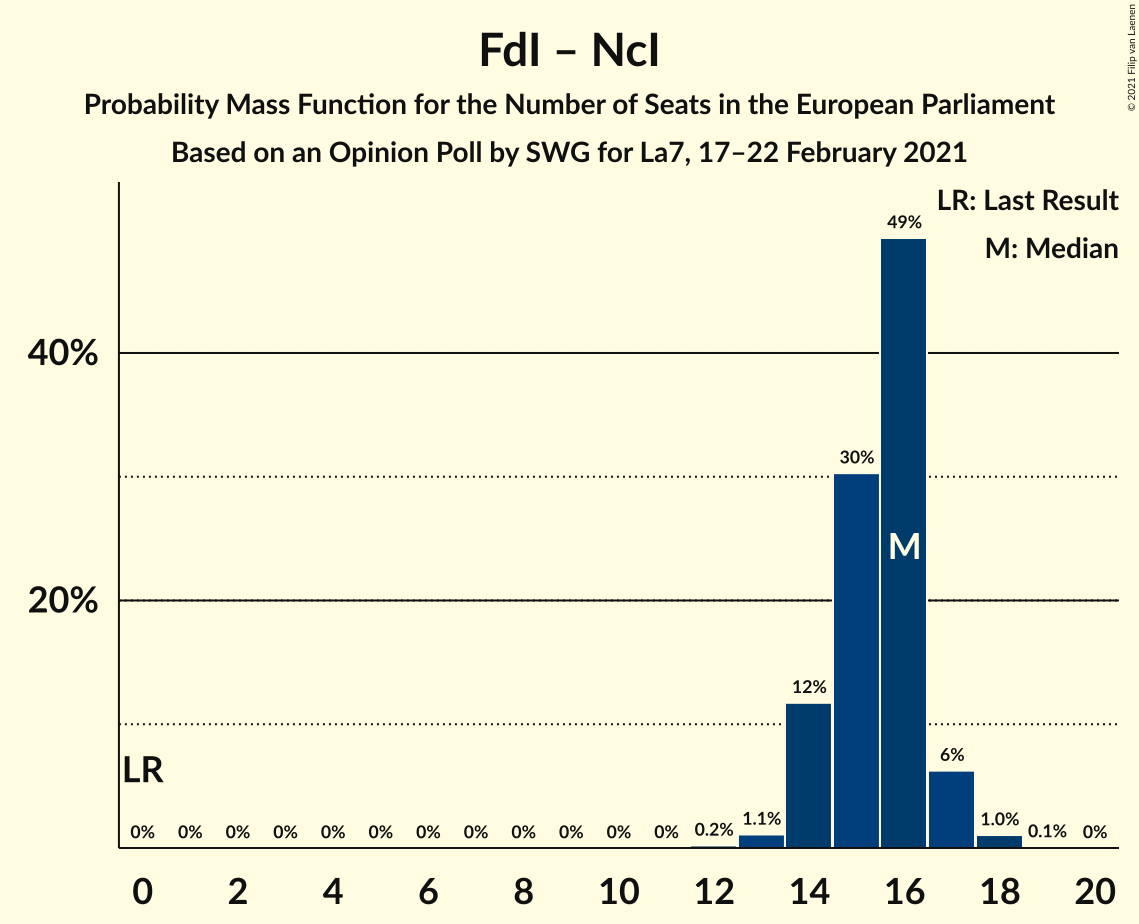 FdI – NcI
Probability Mass Function for the Number of Seats in the European Parliament
Based on an Opinion Poll by SWG for La7, 17–22 February 2021
© 2021 Filip van Laenen
LR: Last Result
M: Median
40%
20%
LR
M
0% 0% 0% 0% 0% 0% 0% 0% 0% 0% 0% 0% 0.2% 1.1% 12% 30% 49% 6% 1.0% 0.1% 0%
0 2 4 6 8 10 12 14 16 18 20